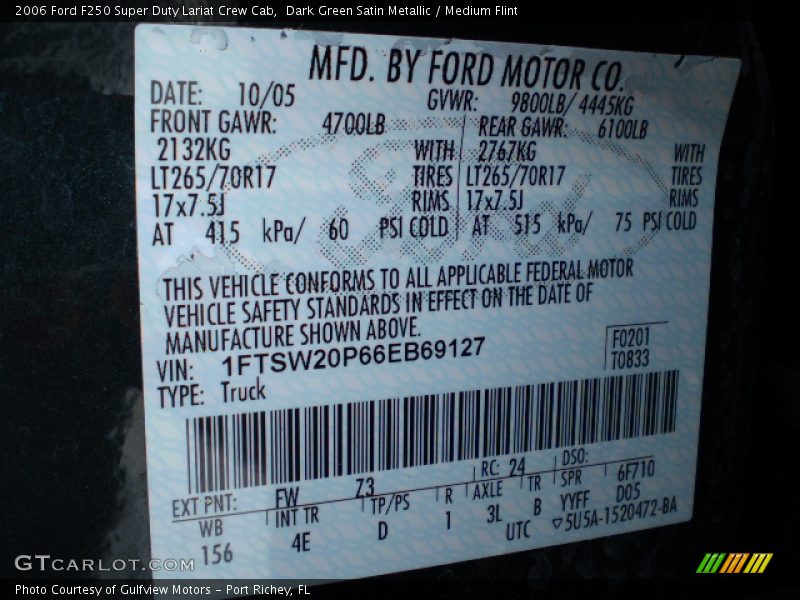 2006 Ford F250 Super Duty Lariat Crew Cab,  Dark Green Satin Metallic / Medium Flint
MFD. BY FORD MOTOR CO.
DATE: 10/05 GVWR: 9800LB/ 4445KG
FRONT GAWR: 4700LB REAR GAWR: 6100LB
2132KG WITH 2767KG WITH
LT265/70R17 TIRES LT265/70R17 TIRES
17x7.5J RIMS 17x7.5J RIMS
AT 415 kPa/ 60 PSI COLD AT 515 kPa/ 75 PSI COLD
THIS VEHICLE CONFORMS TO ALL APPLICABLE FEDERAL MOTOR
VEHICLE SAFETY STANDARDS IN EFFECT ON THE DATE OF
MANUFACTURE SHOWN ABOVE.
VIN: 1FTSW20P66EB69127 F0201
TYPE: Truck T0833
EXT PNT: FW Z3 RC: 24 DSO:
WB INT TR TP/PS R AXLE TR SPR 6F710
156 4E D 1 3L B YYFF D05
UTC ▽5U5A-1520472-BA
Ford
GTCARLOT.COM
Photo Courtesy of Gulfview Motors - Port Richey, FL